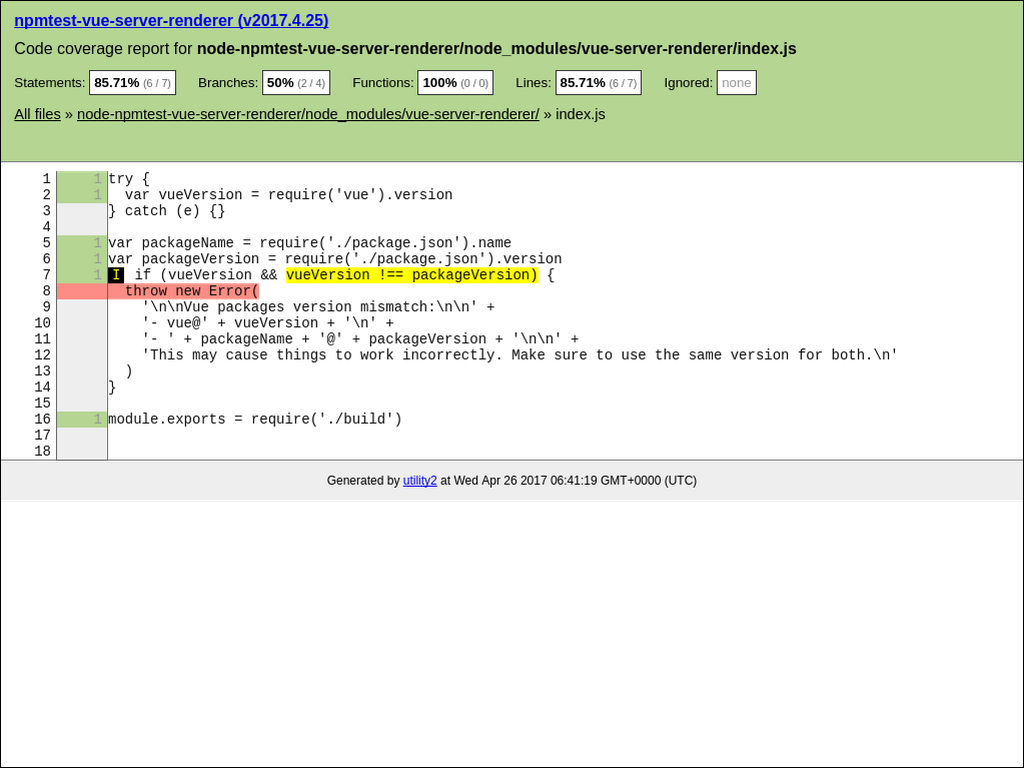 npmtest-vue-server-renderer (v2017.4.25)
Code coverage report for node-npmtest-vue-server-renderer/node_modules/vue-server-renderer/index.js
Statements: 85.71% (6 / 7) Branches: 50% (2 / 4) Functions: 100% (0 / 0) Lines: 85.71% (6 / 7) Ignored: none
All files » node-npmtest-vue-server-renderer/node_modules/vue-server-renderer/ » index.js
1 1 try {
2 1   var vueVersion = require('vue').version
3 } catch (e) {}
4
5 1 var packageName = require('./package.json').name
6 1 var packageVersion = require('./package.json').version
7 1 I if (vueVersion && vueVersion !== packageVersion) {
8   throw new Error(
9     '\n\nVue packages version mismatch:\n\n' +
10     '- vue@' + vueVersion + '\n' +
11     '- ' + packageName + '@' + packageVersion + '\n\n' +
12     'This may cause things to work incorrectly. Make sure to use the same version for both.\n'
13   )
14 }
15
16 1 module.exports = require('./build')
17
18
Generated by utility2 at Wed Apr 26 2017 06:41:19 GMT+0000 (UTC)